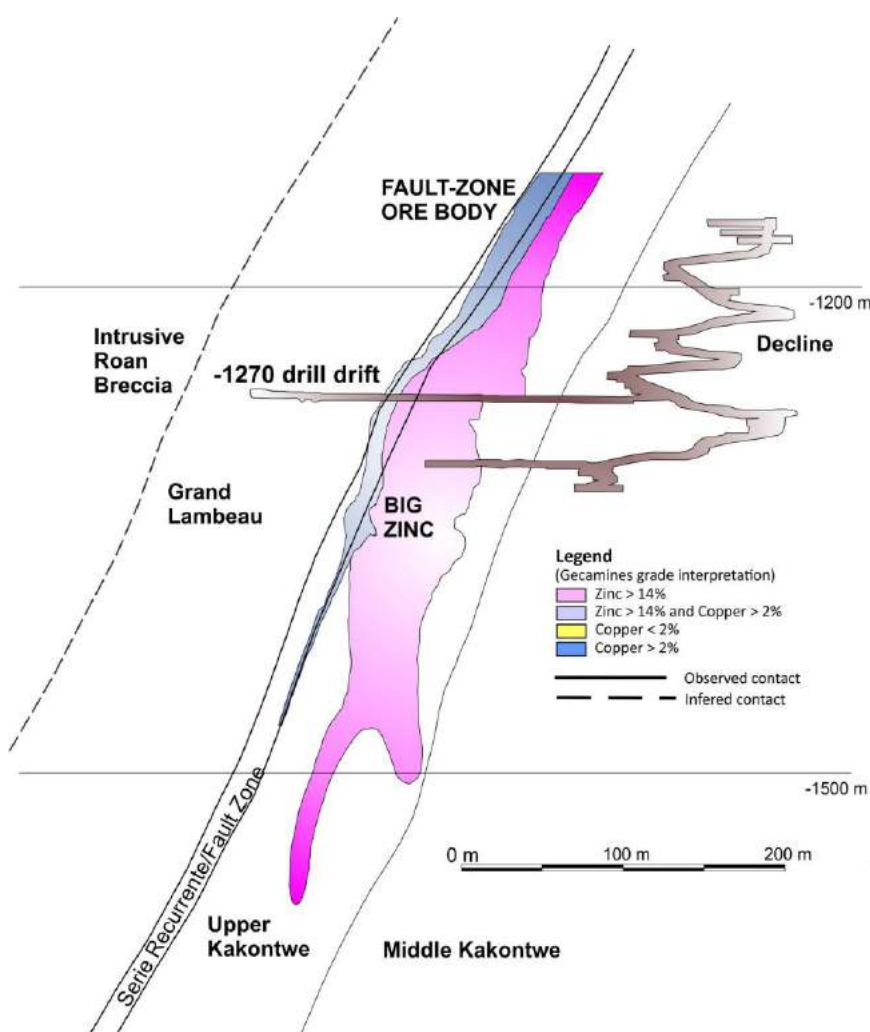 FAULT-ZONE
ORE BODY
-1200 m
Intrusive
Roan
Breccia
Decline
-1270 drill drift
Grand
Lambeau
BIG
ZINC
Legend
(Gecamines grade interpretation)
Zinc > 14%
Zinc > 14% and Copper > 2%
Copper < 2%
Copper > 2%
Observed contact
Infered contact
-1500 m
Serie Recurrente/Fault Zone
0 m
100 m
200 m
Upper
Kakontwe
Middle Kakontwe